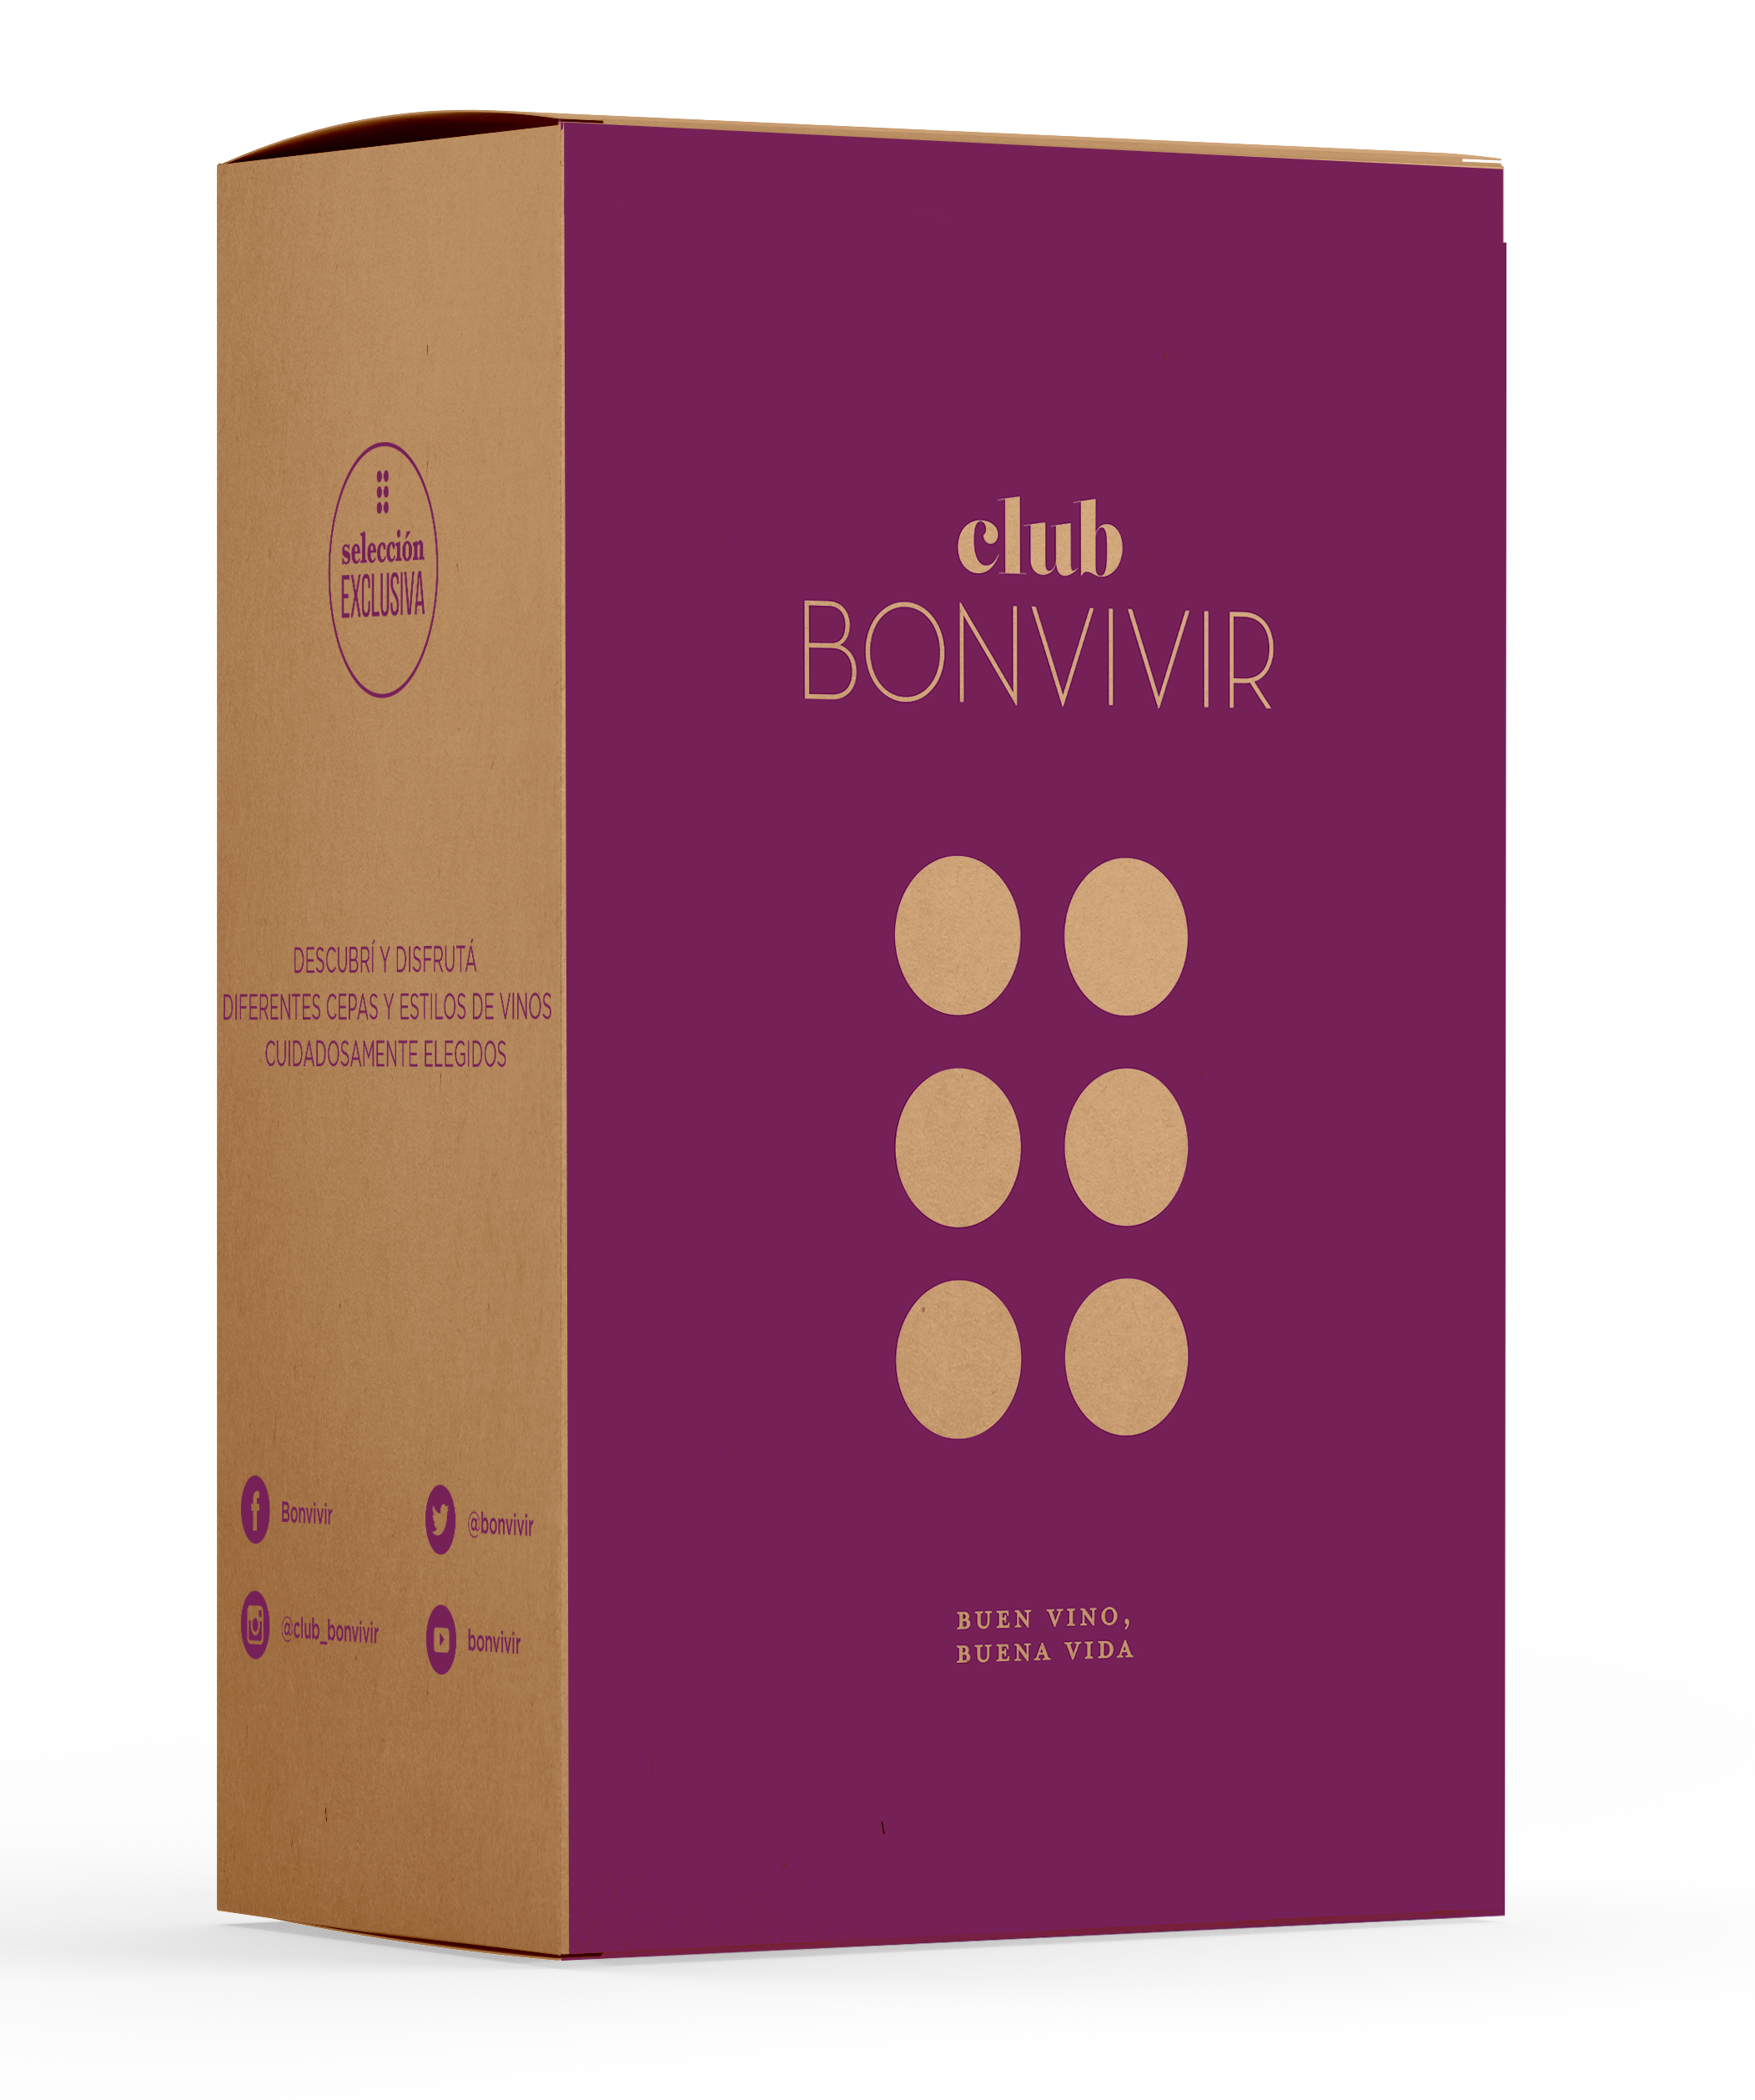 selección
EXCLUSIVA
DESCUBRÍ Y DISFRUTÁ
DIFERENTES CEPAS Y ESTILOS DE VINOS
CUIDADOSAMENTE ELEGIDOS
Bonvivir
@bonvivir
@club_bonvivir
bonvivir
club
BONVIVIR
BUEN VINO,
BUENA VIDA